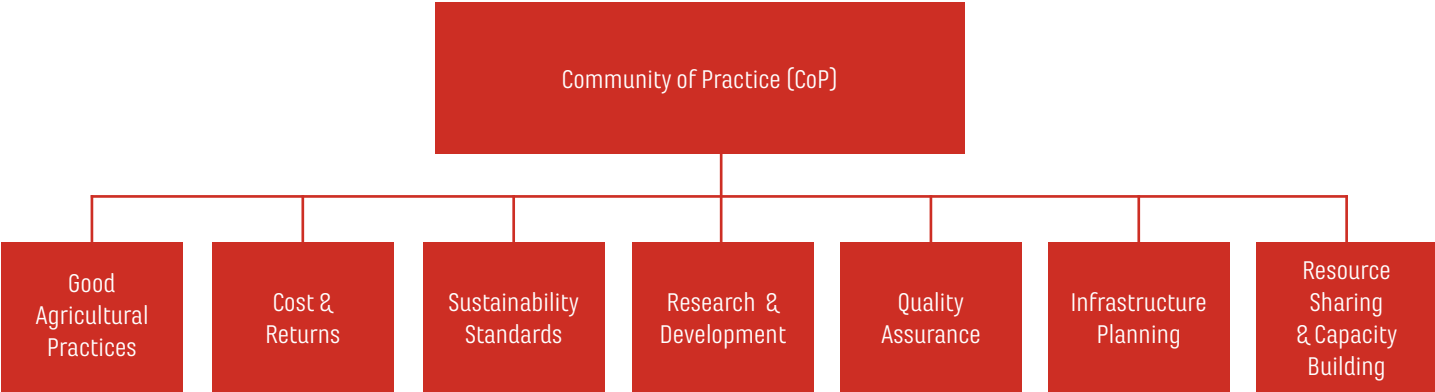 Community of Practice (CoP)
Good
Agricultural
Practices
Cost &
Returns
Sustainability
Standards
Research & 
Development
Quality
Assurance
Infrastructure
Planning
Resource
Sharing
& Capacity
Building